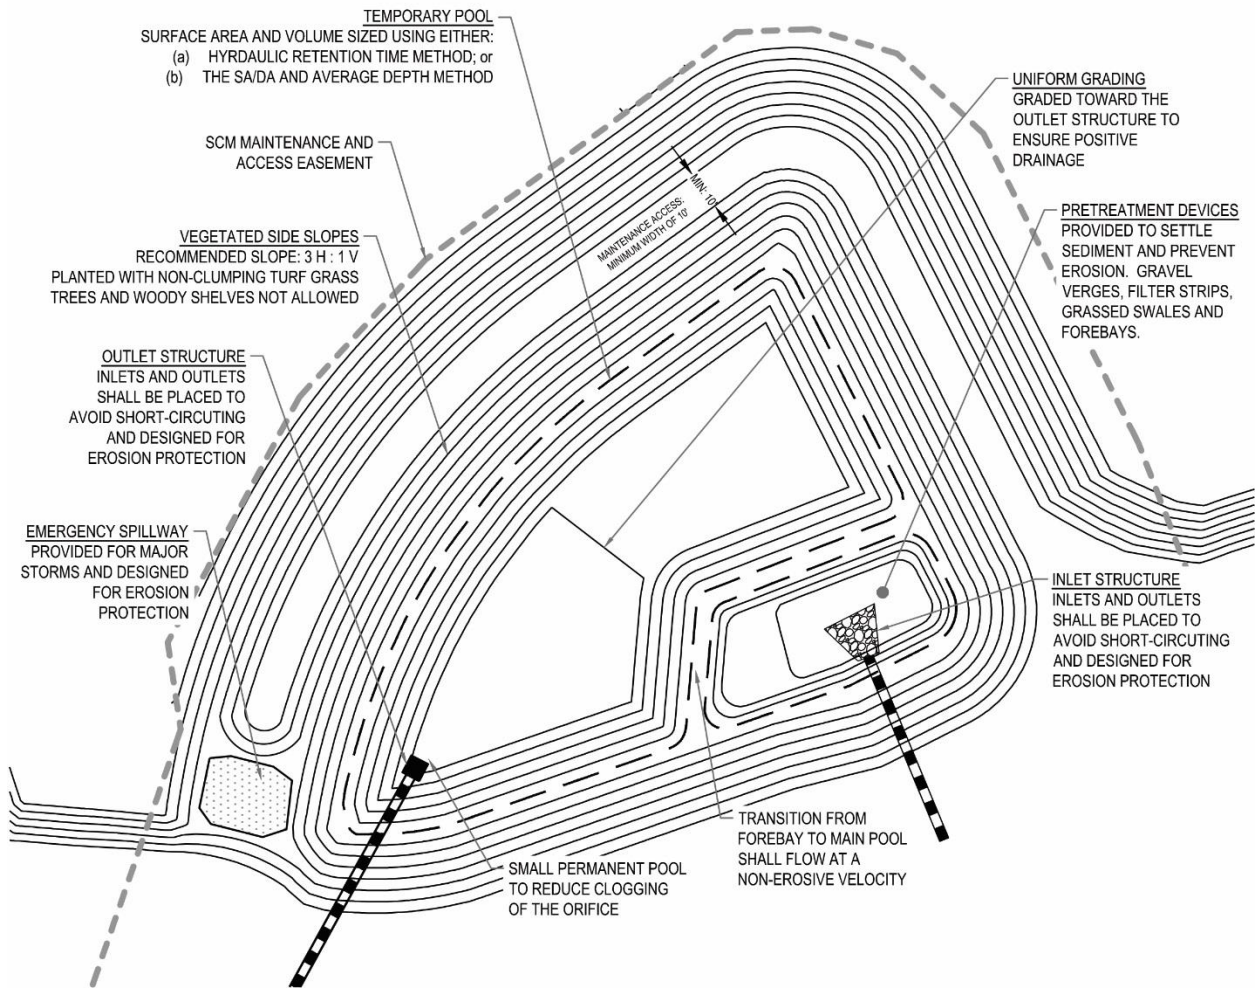 TEMPORARY POOL
SURFACE AREA AND VOLUME SIZED USING EITHER:
(a) HYRDAULIC RETENTION TIME METHOD; or
(b) THE SA/DA AND AVERAGE DEPTH METHOD
UNIFORM GRADING
GRADED TOWARD THE
OUTLET STRUCTURE TO
ENSURE POSITIVE
DRAINAGE
SCM MAINTENANCE AND
ACCESS EASEMENT
MIN: 10'
MAINTENANCE ACCESS:
MINIMUM WIDTH OF 10'
PRETREATMENT DEVICES
PROVIDED TO SETTLE
SEDIMENT AND PREVENT
EROSION. GRAVEL
VERGES, FILTER STRIPS,
GRASSED SWALES AND
FOREBAYS.
VEGETATED SIDE SLOPES
RECOMMENDED SLOPE: 3 H : 1 V
PLANTED WITH NON-CLUMPING TURF GRASS
TREES AND WOODY SHELVES NOT ALLOWED
OUTLET STRUCTURE
INLETS AND OUTLETS
SHALL BE PLACED TO
AVOID SHORT-CIRCUTING
AND DESIGNED FOR
EROSION PROTECTION
EMERGENCY SPILLWAY
PROVIDED FOR MAJOR
STORMS AND DESIGNED
FOR EROSION
PROTECTION
INLET STRUCTURE
INLETS AND OUTLETS
SHALL BE PLACED TO
AVOID SHORT-CIRCUTING
AND DESIGNED FOR
EROSION PROTECTION
TRANSITION FROM
FOREBAY TO MAIN POOL
SHALL FLOW AT A
NON-EROSIVE VELOCITY
SMALL PERMANENT POOL
TO REDUCE CLOGGING
OF THE ORIFICE